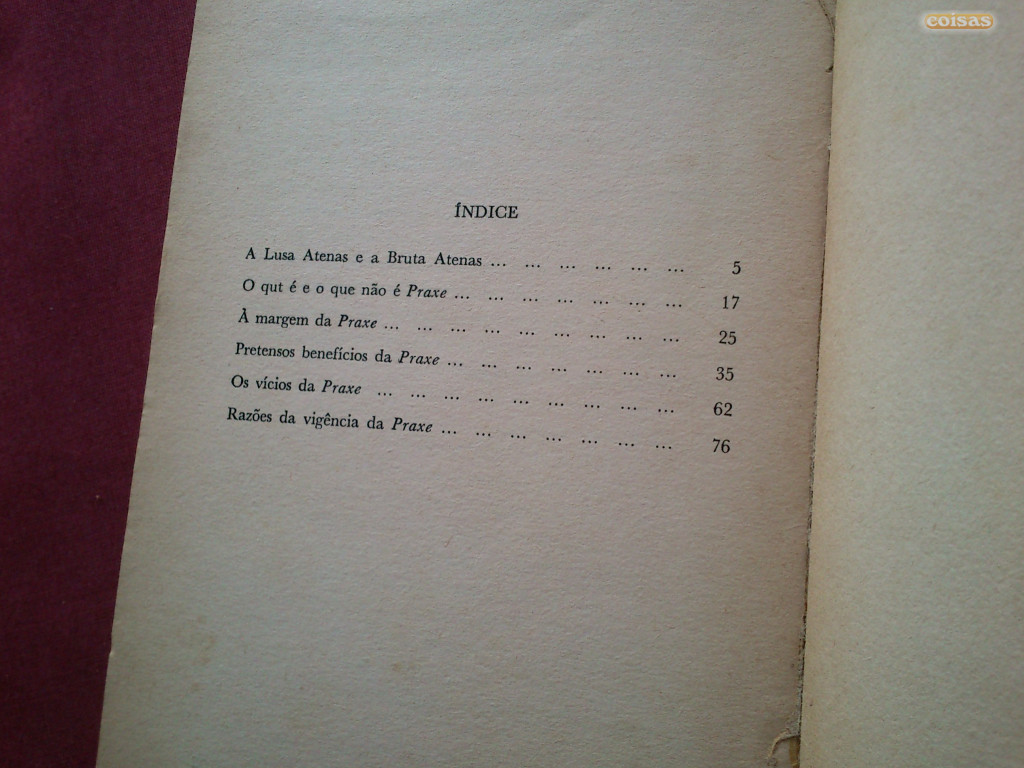 coisas
ÍNDICE
A Lusa Atenas e a Bruta Atenas ... ... ... ... ... ... 5
O qut é e o que não é Praxe ... ... ... ... ... ... ... 17
À margem da Praxe ... ... ... ... ... ... ... ... ... 25
Pretensos benefícios da Praxe ... ... ... ... ... ... ... 35
Os vícios da Praxe ... ... ... ... ... ... ... ... ... 62
Razões da vigência da Praxe ... ... ... ... ... ... ... 76